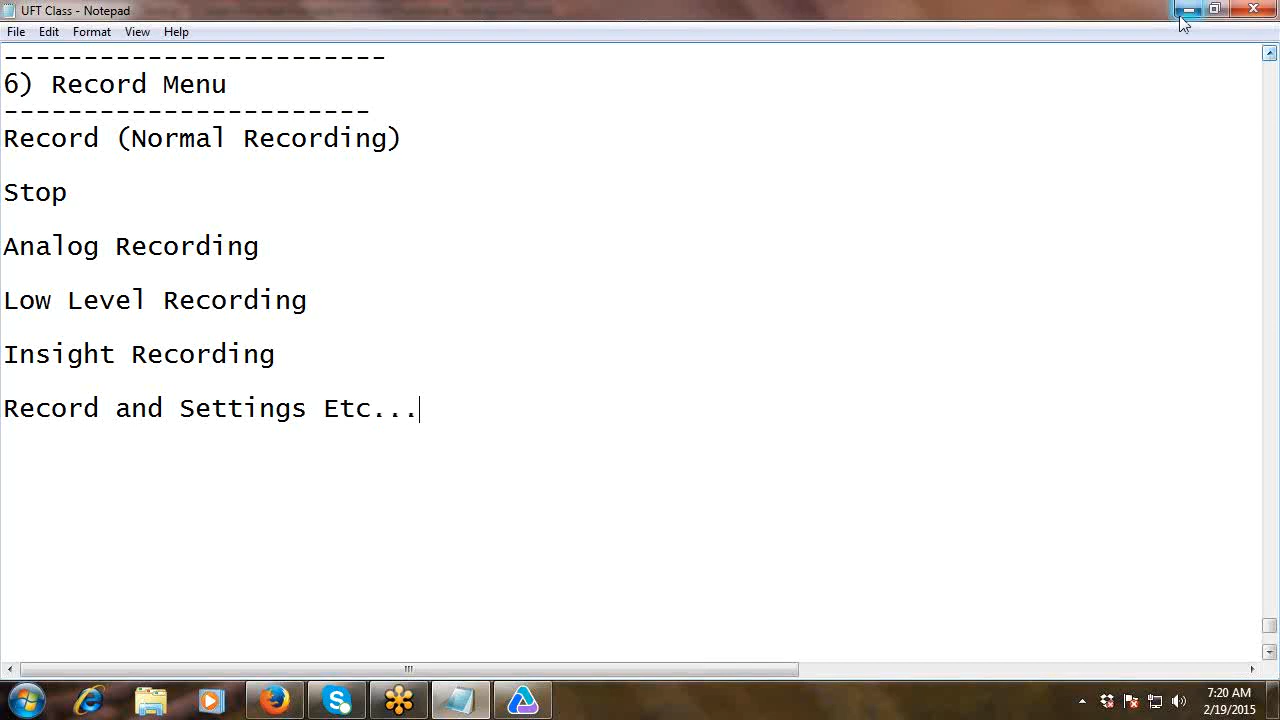 UFT Class - Notepad
File Edit Format View Help
------------------------
6) Record Menu
-----------------------
Record (Normal Recording)
Stop
Analog Recording
Low Level Recording
Insight Recording
Record and Settings Etc...
7:20 AM
2/19/2015